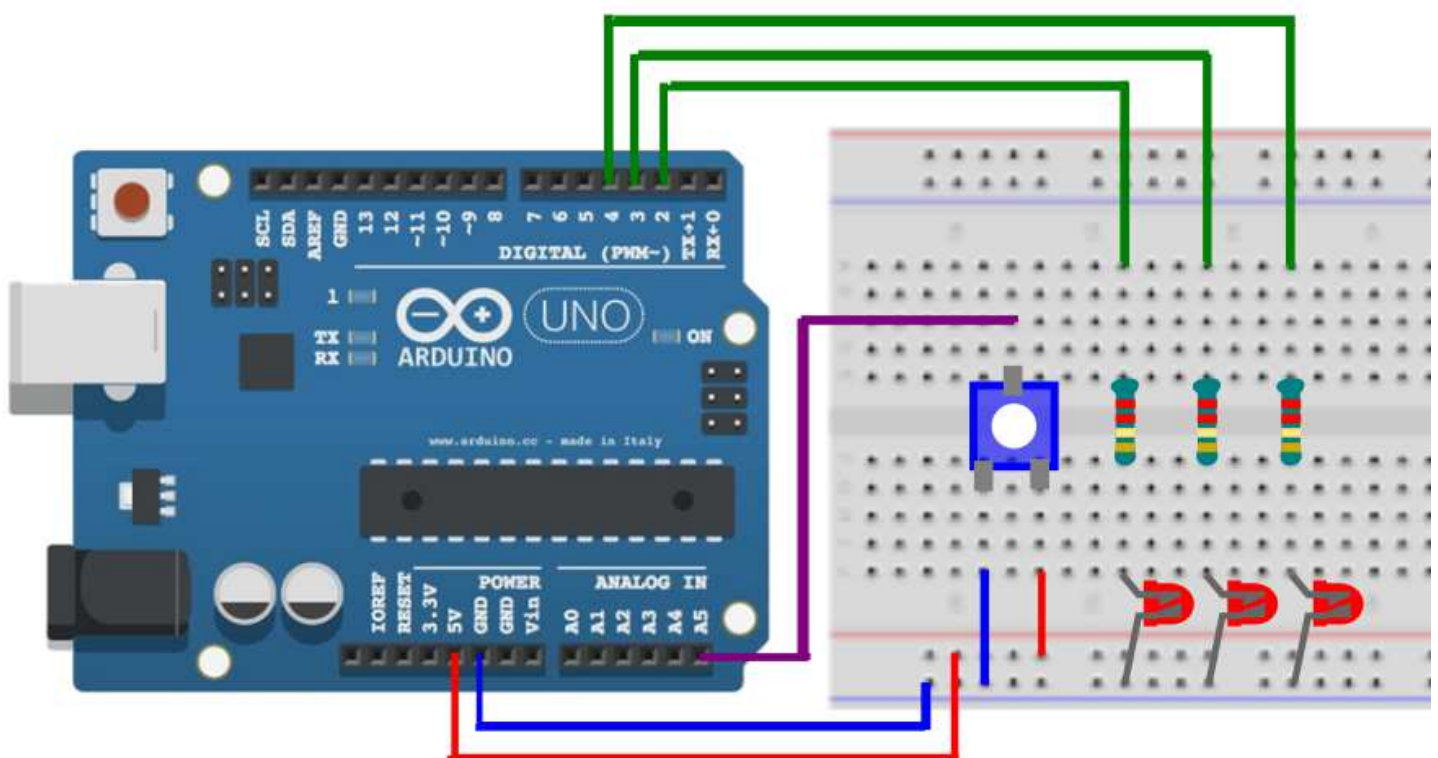 SCL
SDA
AREF
GND
13
12
~11
~10
~9
8
7
6
5
4
3
2
TX→1
RX←0
DIGITAL (PWM~)
1
TX
RX
ARDUINO
UNO
ON
www.arduino.cc - made in Italy
POWER
ANALOG IN
IOREF
RESET
3.3V
5V
GND
GND
Vin
A0
A1
A2
A3
A4
A5